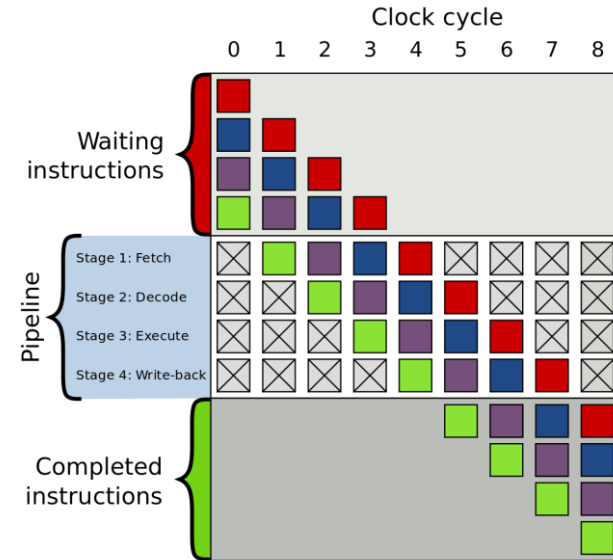 Clock cycle
0 1 2 3 4 5 6 7 8
Waiting
instructions
Pipeline
Stage 1: Fetch
Stage 2: Decode
Stage 3: Execute
Stage 4: Write-back
Completed
instructions